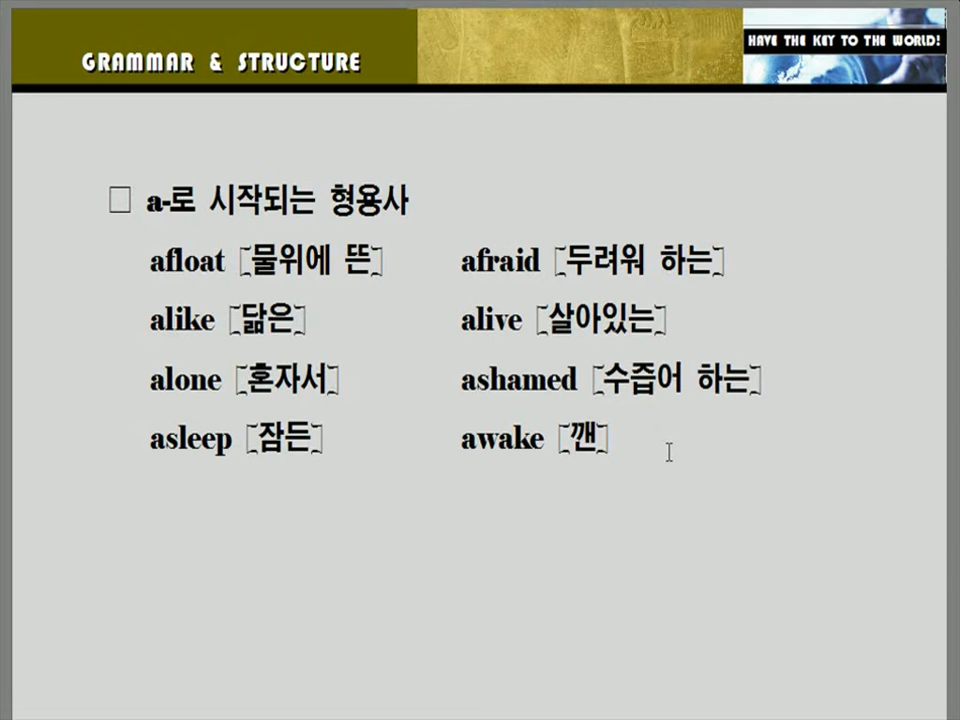 GRAMMAR & STRUCTURE
HAVE THE KEY TO THE WORLD!
□ a-로 시작되는 형용사
afloat [물위에 뜬] afraid [두려워 하는]
alike [닮은] alive [살아있는]
alone [혼자서] ashamed [수줍어 하는]
asleep [잠든] awake [깬]